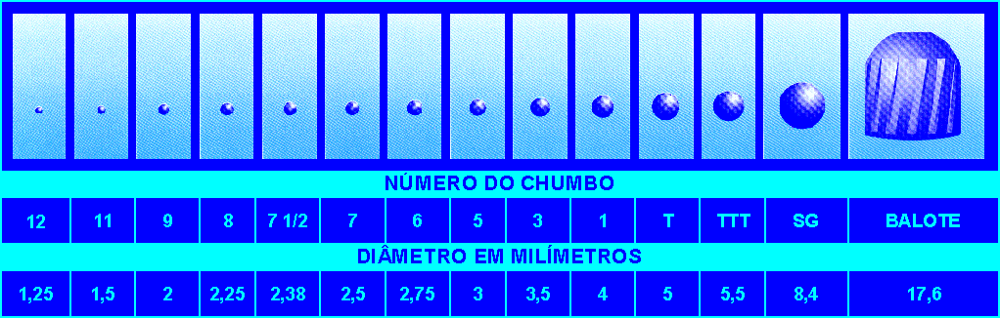 NÚMERO DO CHUMBO
12 11 9 8 7 1/2 7 6 5 3 1 T TTT SG BALOTE
DIÂMETRO EM MILÍMETROS
1,25 1,5 2 2,25 2,38 2,5 2,75 3 3,5 4 5 5,5 8,4 17,6